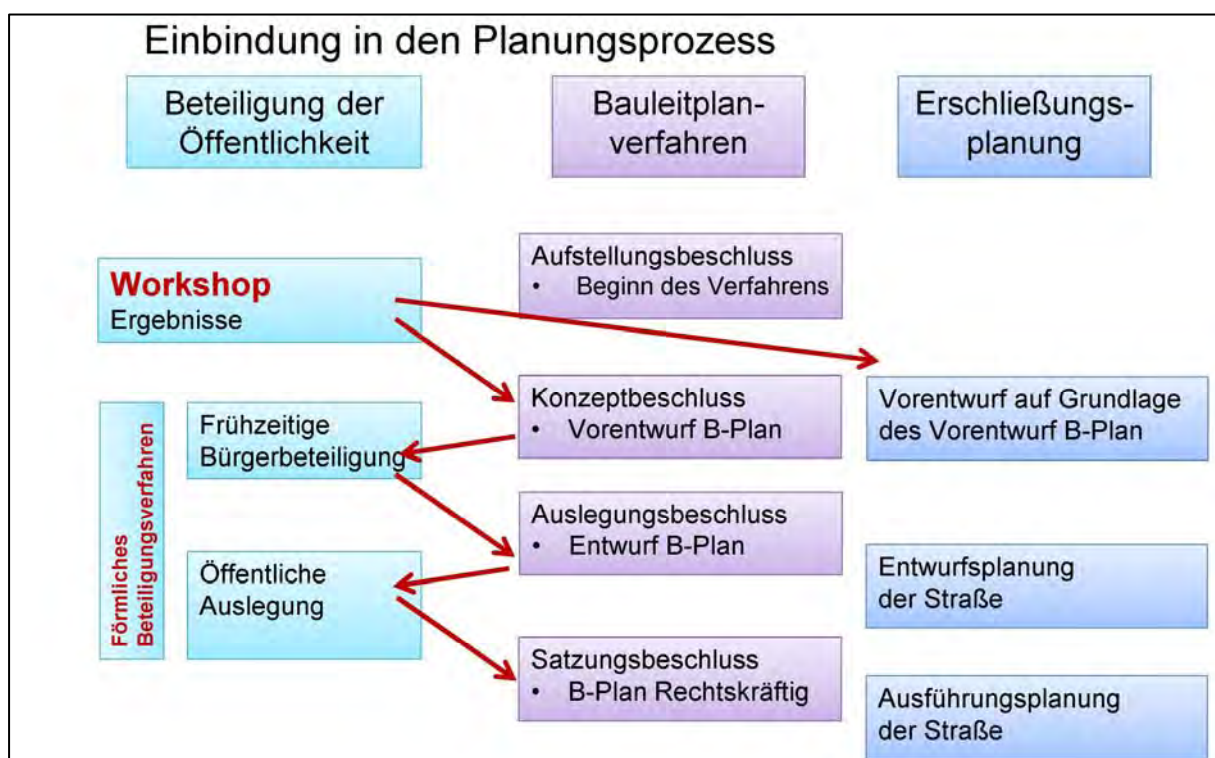 Einbindung in den Planungsprozess
Beteiligung der
Öffentlichkeit
Bauleitplan-
verfahren
Erschließungs-
planung
Workshop
Ergebnisse
Aufstellungsbeschluss
• Beginn des Verfahrens
Förmliches
Beteiligungsverfahren
Frühzeitige
Bürgerbeteiligung
Konzeptbeschluss
• Vorentwurf B-Plan
Vorentwurf auf Grundlage
des Vorentwurf B-Plan
Auslegungsbeschluss
• Entwurf B-Plan
Öffentliche
Auslegung
Entwurfsplanung
der Straße
Satzungsbeschluss
• B-Plan Rechtskräftig
Ausführungsplanung
der Straße